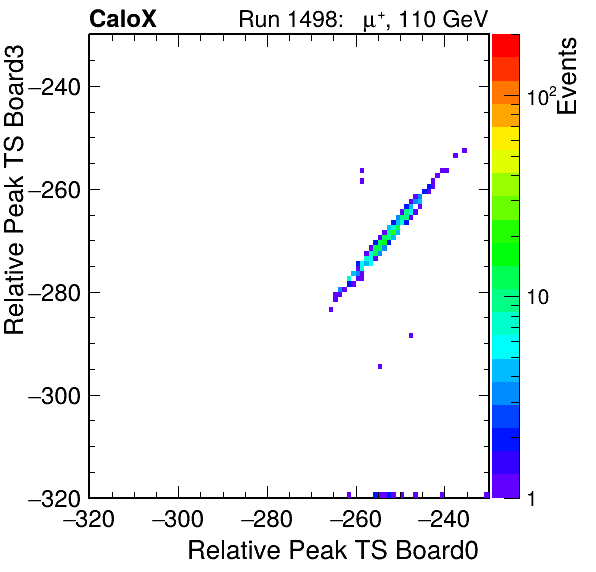 CaloX Run 1498: μ⁺, 110 GeV
Relative Peak TS Board3
−240
−260
−280
−300
−320
−320 −300 −280 −260 −240
Relative Peak TS Board0
Events
10²
10
1